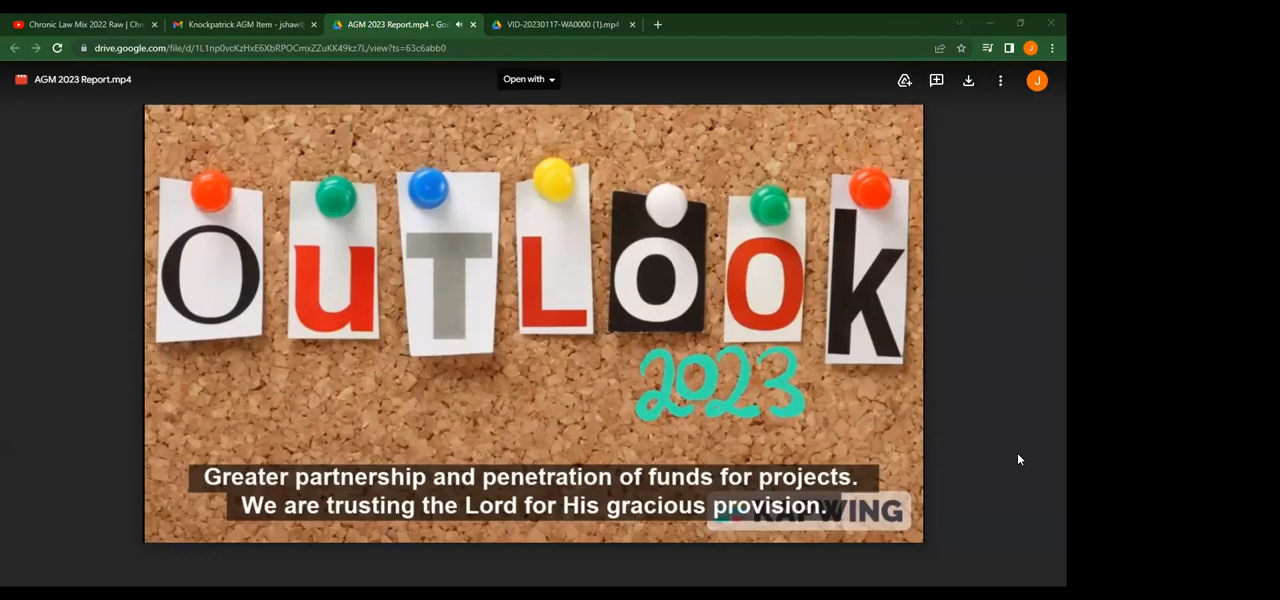 Chronic Law Mix 2022 Raw | Chr
Knockpatrick AGM Item - jshaw0
AGM 2023 Report.mp4 - Goo
VID-20230117-WA0000 (1).mp4
drive.google.com/file/d/1L1np0vcKzHxE6XbRPOCmxZZuKK49kz7L/view?ts=63c6abb0
J
AGM 2023 Report.mp4
Open with
J
OuTLook
2023
Greater partnership and penetration of funds for projects.
We are trusting the Lord for His gracious provision.
KAPWING